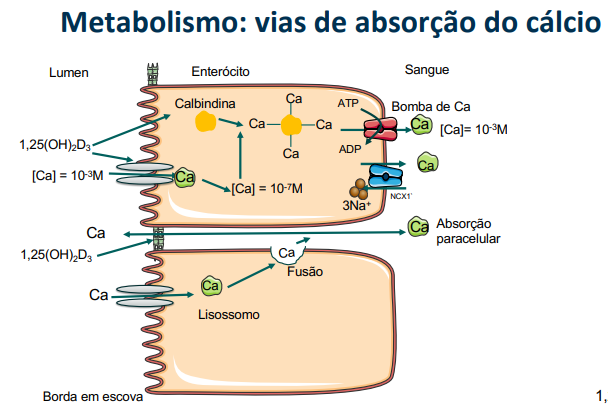 Metabolismo: vias de absorção do cálcio
Lumen
Enterócito
Sangue
Calbindina
Ca
Ca
Ca
Ca
ATP
ADP
Bomba de Ca
Ca
[Ca]= 10-³M
1,25(OH)₂D₃
[Ca] = 10-³M
Ca
[Ca] = 10-⁷M
Ca
3Na⁺
NCX1`
Ca
Ca
Absorção
paracelular
1,25(OH)₂D₃
Ca
Fusão
Ca
Ca
Lisossomo
Borda em escova
1,